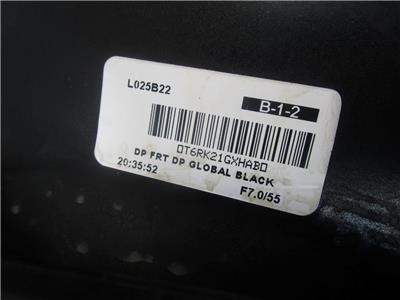 L025B22
B-1-2
0T6RK21GXHAB0
DP FRT DP GLOBAL BLACK
20:35:52
F7.0/55